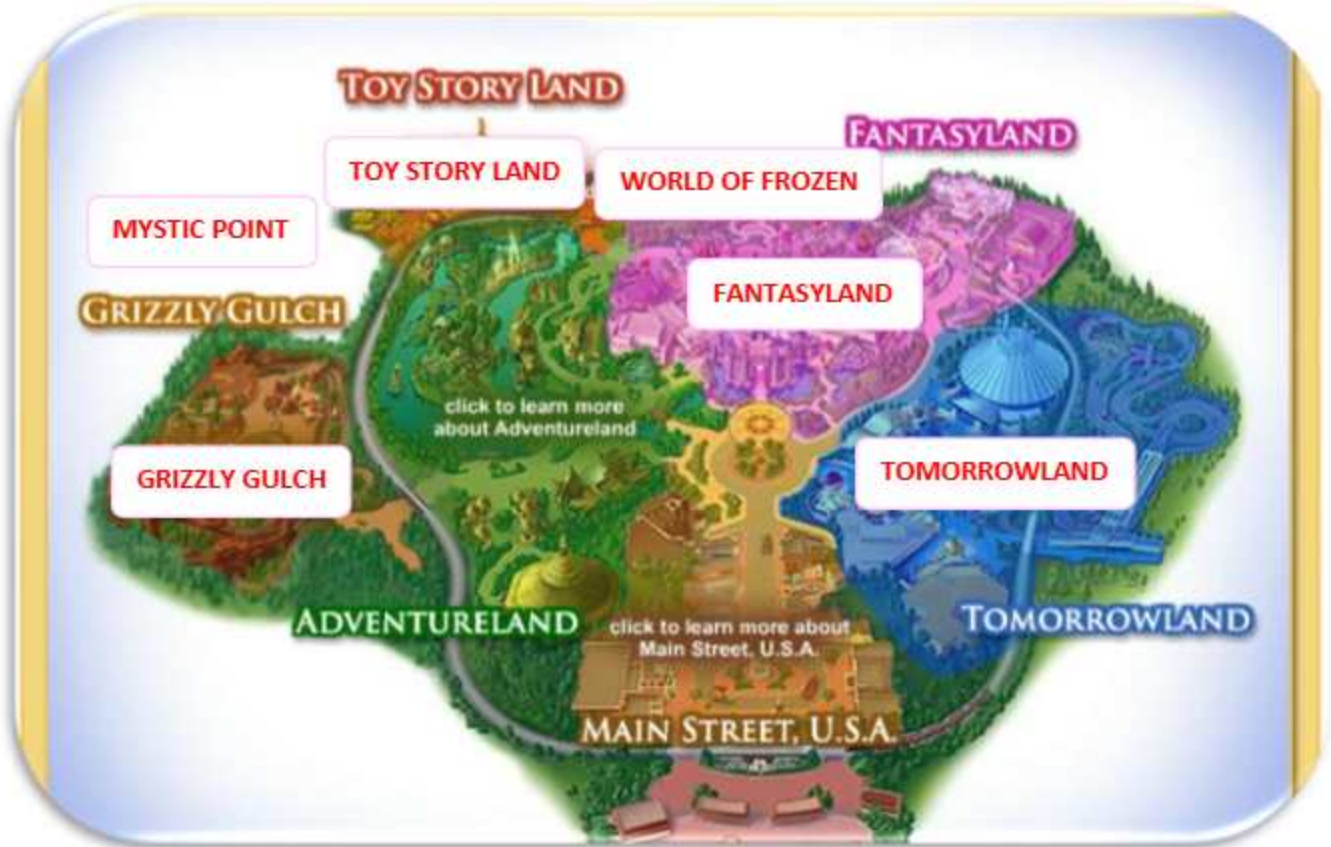 TOY STORY LAND
FANTASYLAND
TOY STORY LAND
WORLD OF FROZEN
MYSTIC POINT
FANTASYLAND
GRIZZLY GULCH
click to learn more
about Adventureland
GRIZZLY GULCH
TOMORROWLAND
ADVENTURELAND
click to learn more about
Main Street, U.S.A.
TOMORROWLAND
MAIN STREET, U.S.A.